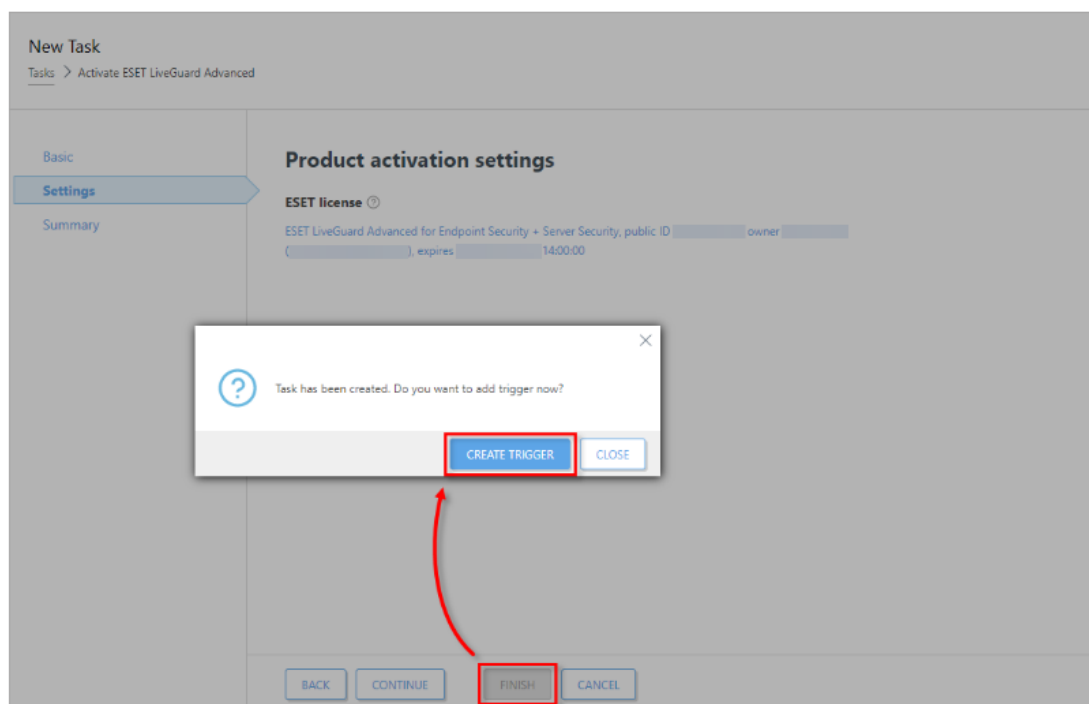 New Task
Tasks > Activate ESET LiveGuard Advanced
Basic
Settings
Summary
Product activation settings
ESET license ?
ESET LiveGuard Advanced for Endpoint Security + Server Security, public ID owner
( ), expires 14:00:00
?
Task has been created. Do you want to add trigger now?
CREATE TRIGGER CLOSE
BACK CONTINUE FINISH CANCEL